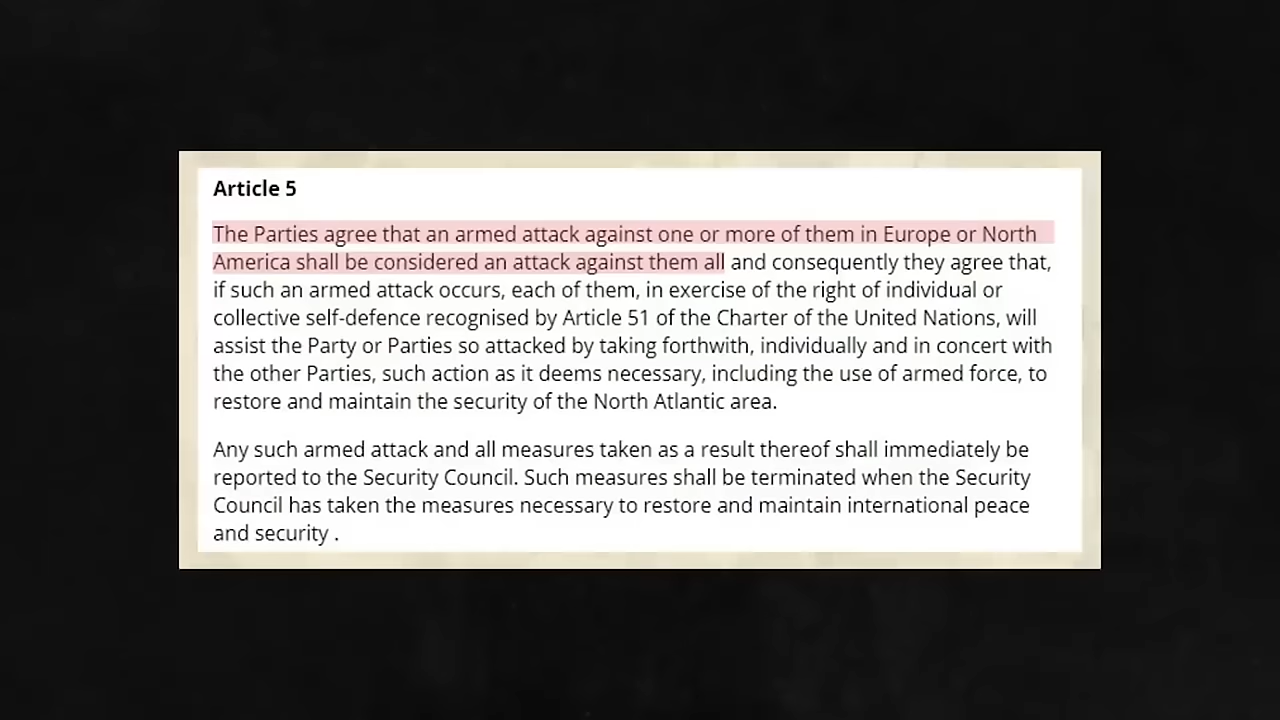 Article 5
The Parties agree that an armed attack against one or more of them in Europe or North
America shall be considered an attack against them all and consequently they agree that,
if such an armed attack occurs, each of them, in exercise of the right of individual or
collective self-defence recognised by Article 51 of the Charter of the United Nations, will
assist the Party or Parties so attacked by taking forthwith, individually and in concert with
the other Parties, such action as it deems necessary, including the use of armed force, to
restore and maintain the security of the North Atlantic area.
Any such armed attack and all measures taken as a result thereof shall immediately be
reported to the Security Council. Such measures shall be terminated when the Security
Council has taken the measures necessary to restore and maintain international peace
and security .